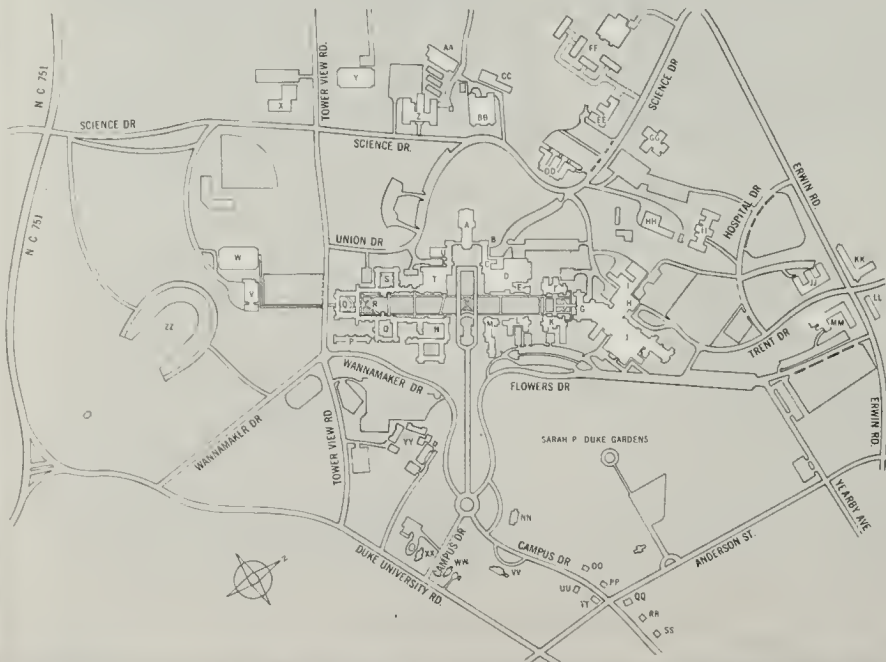 N C 751
N C 751
SCIENCE DR
TOWER VIEW RD.
SCIENCE DR.
SCIENCE DR
ERWIN RD.
HOSPITAL DR
UNION DR
TRENT DR
ERWIN RD.
WANNAMAKER DR
FLOWERS DR
WANNAMAKER DR
TOWER VIEW RD
SARAH P. DUKE GARDENS
YEARBY AVE
CAMPUS DR
CAMPUS DR
ANDERSON ST.
DUKE UNIVERSITY RD.
X
Y
Z
AA
BB
CC
DD
EE
FF
GG
HH
II
JJ
KK
LL
MM
A
B
C
D
E
G
H
I
J
K
M
N
P
Q
R
S
T
U
V
W
ZZ
YY
XX
WW
VV
NN
OO
PP
UU
TT
QQ
RR
SS